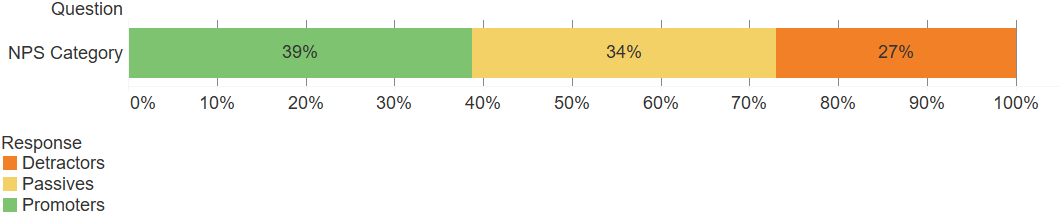 Question
NPS Category
39% 34% 27%
0% 10% 20% 30% 40% 50% 60% 70% 80% 90% 100%
Response
Detractors
Passives
Promoters